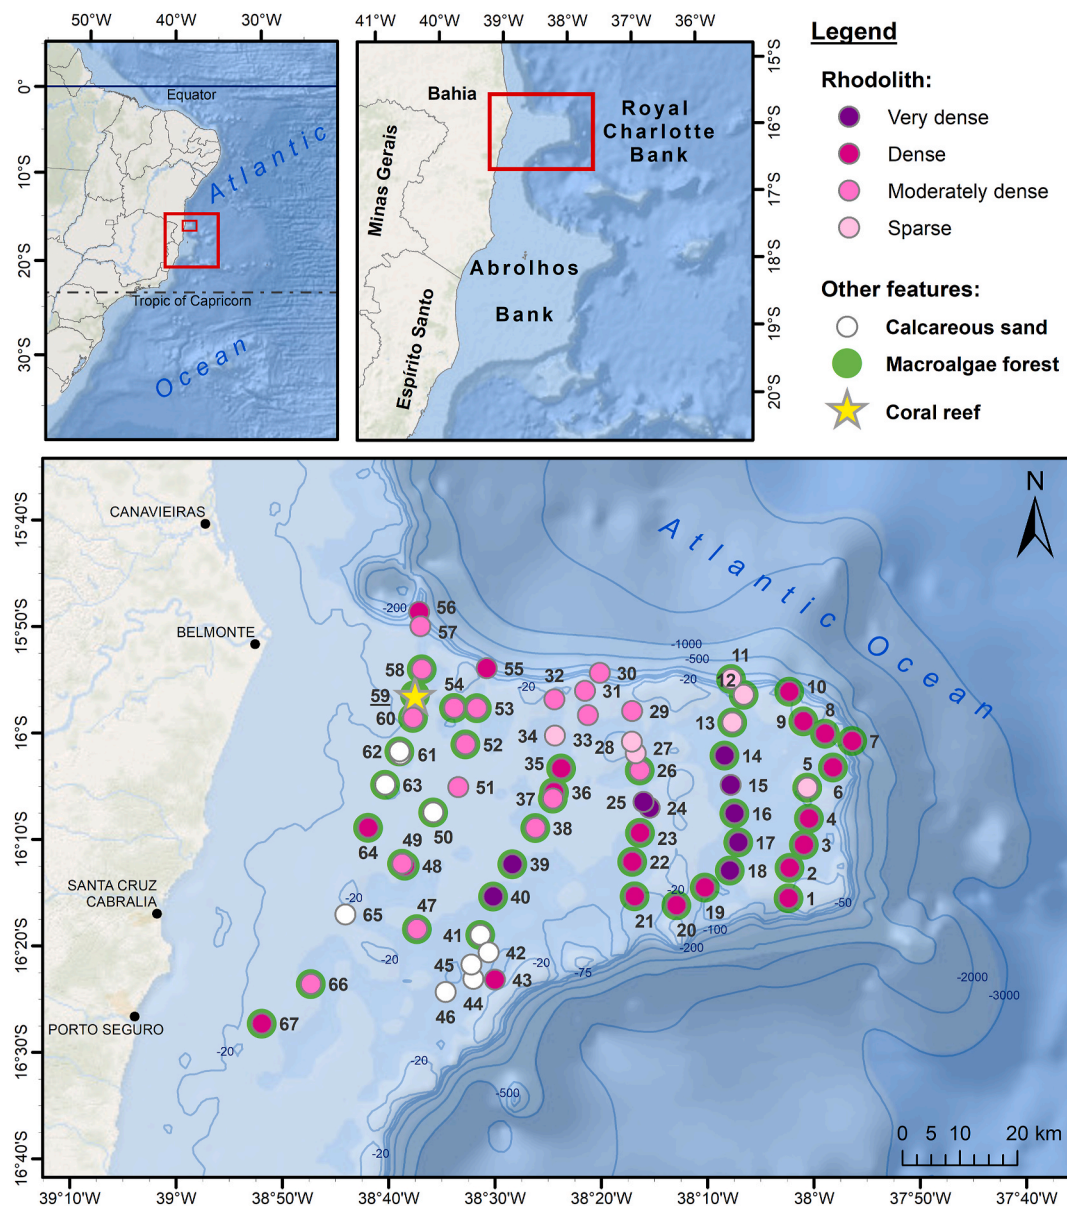 50°W 40°W 30°W
0°
10°S
20°S
30°S
Equator
Atlantic
Tropic of Capricorn
Ocean
41°W 40°W 39°W 38°W 37°W 36°W
15°S
16°S
17°S
18°S
19°S
20°S
Bahia
Minas Gerais
Espírito Santo
Royal
Charlotte
Bank
Abrolhos
Bank
Legend
Rhodolith:
Very dense
Dense
Moderately dense
Sparse
Other features:
Calcareous sand
Macroalgae forest
Coral reef
15°40'S
15°50'S
16°S
16°10'S
16°20'S
16°30'S
16°40'S
CANAVIEIRAS
BELMONTE
SANTA CRUZ
CABRALIA
PORTO SEGURO
N
Atlantic Ocean
-200
56
57
-1000
-500
-20
11
58
55
32
30
-20
12
10
59
54
31
8
60
53
29
9
7
34
33
13
62
61
52
28
27
14
5
35
26
63
51
36
15
6
37
25
24
50
38
16
4
64
49
23
17
3
48
39
22
18
2
-20
40
-20
1
65
47
21
19
-50
20
-100
41
-200
42
-20
45
-20
-75
43
-2000
66
44
-3000
46
67
-20
-20
-500
-20
0 5 10 20 km
39°10'W 39°W 38°50'W 38°40'W 38°30'W 38°20'W 38°10'W 38°W 37°50'W 37°40'W